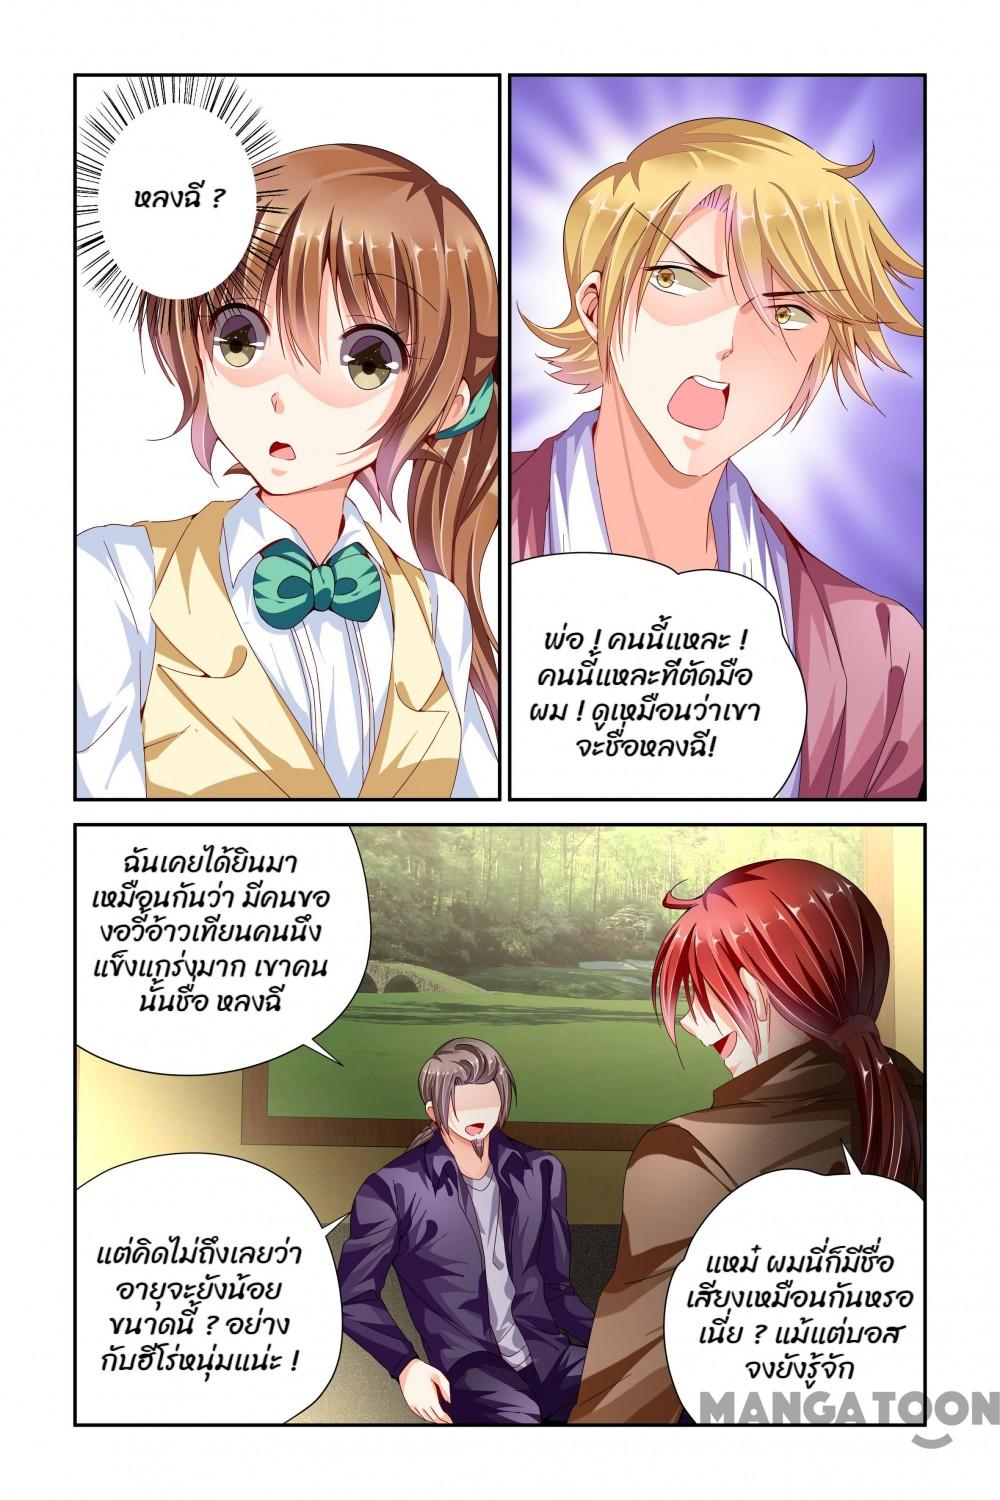 หลงฉี ?
พ่อ ! คนนี้แหละ !
คนนี้แหละที่ตัดมือ
ผม ! ดูเหมือนว่าเขา
จะชื่อหลงฉี!
ฉันเคยได้ยินมา
เหมือนกันว่า มีคนขอ
งอวี้อ้าวเทียนคนนึง
แข็งแกร่งมาก เขาคน
นั้นชื่อ หลงฉี
แต่คิดไม่ถึงเลยว่า
อายุจะยังน้อย
ขนาดนี้ ? อย่าง
กับฮีโร่หนุ่มแน่ะ !
แหม๋ ผมนี่ก็มีชื่อ
เสียงเหมือนกันหรอ
เนี่ย ? แม้แต่บอส
จงยังรู้จัก
MANGATOON